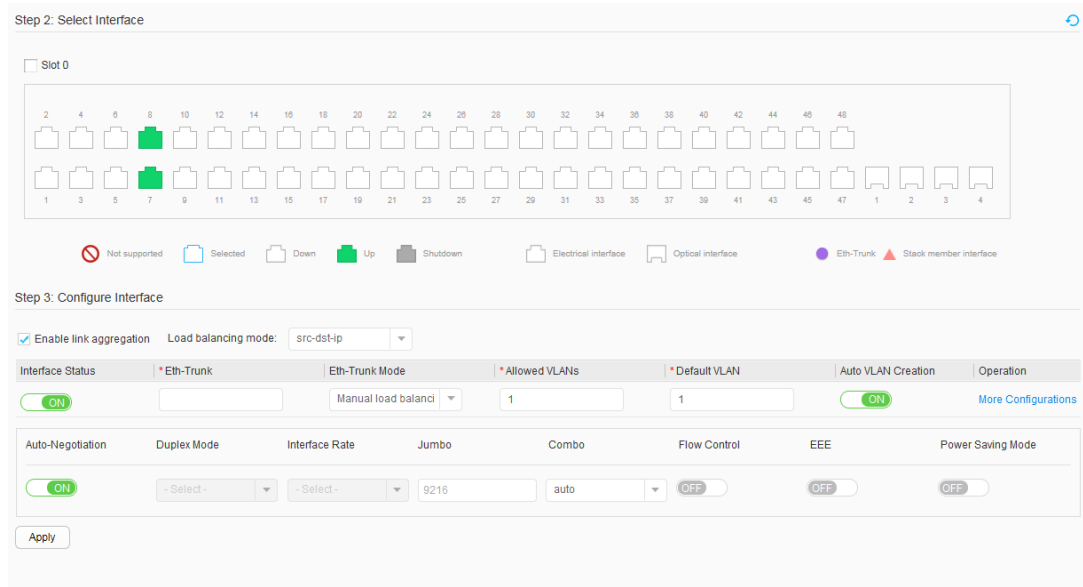 Step 2: Select Interface
Slot 0
2 4 6 8 10 12 14 16 18 20 22 24 26 28 30 32 34 36 38 40 42 44 46 48
1 3 5 7 9 11 13 15 17 19 21 23 25 27 29 31 33 35 37 39 41 43 45 47 1 2 3 4
Not supported Selected Down Up Shutdown Electrical interface Optical interface Eth-Trunk Stack member interface
Step 3: Configure Interface
Enable link aggregation Load balancing mode: src-dst-ip
Interface Status * Eth-Trunk Eth-Trunk Mode * Allowed VLANs * Default VLAN Auto VLAN Creation Operation
ON Manual load balanci 1 1 ON More Configurations
Auto-Negotiation Duplex Mode Interface Rate Jumbo Combo Flow Control EEE Power Saving Mode
ON - Select - - Select - 9216 auto OFF OFF OFF
Apply